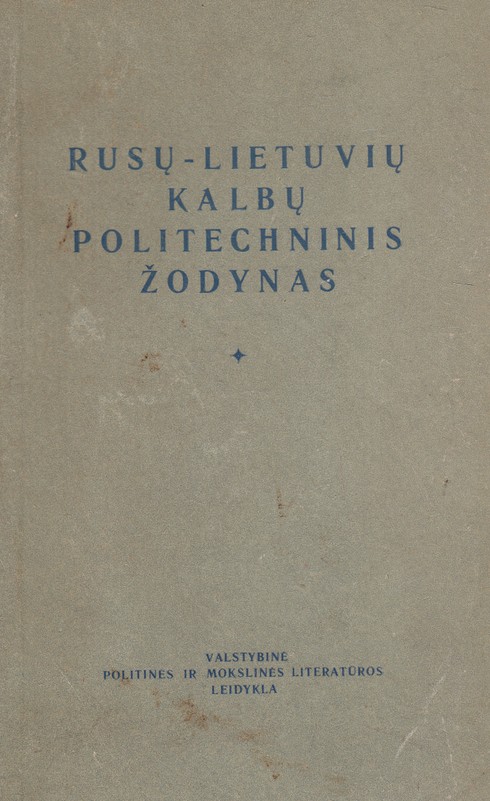 RUSŲ-LIETUVIŲ
KALBŲ
POLITECHNINIS
ŽODYNAS
VALSTYBINĖ
POLITINĖS IR MOKSLINĖS LITERATŪROS
LEIDYKLA